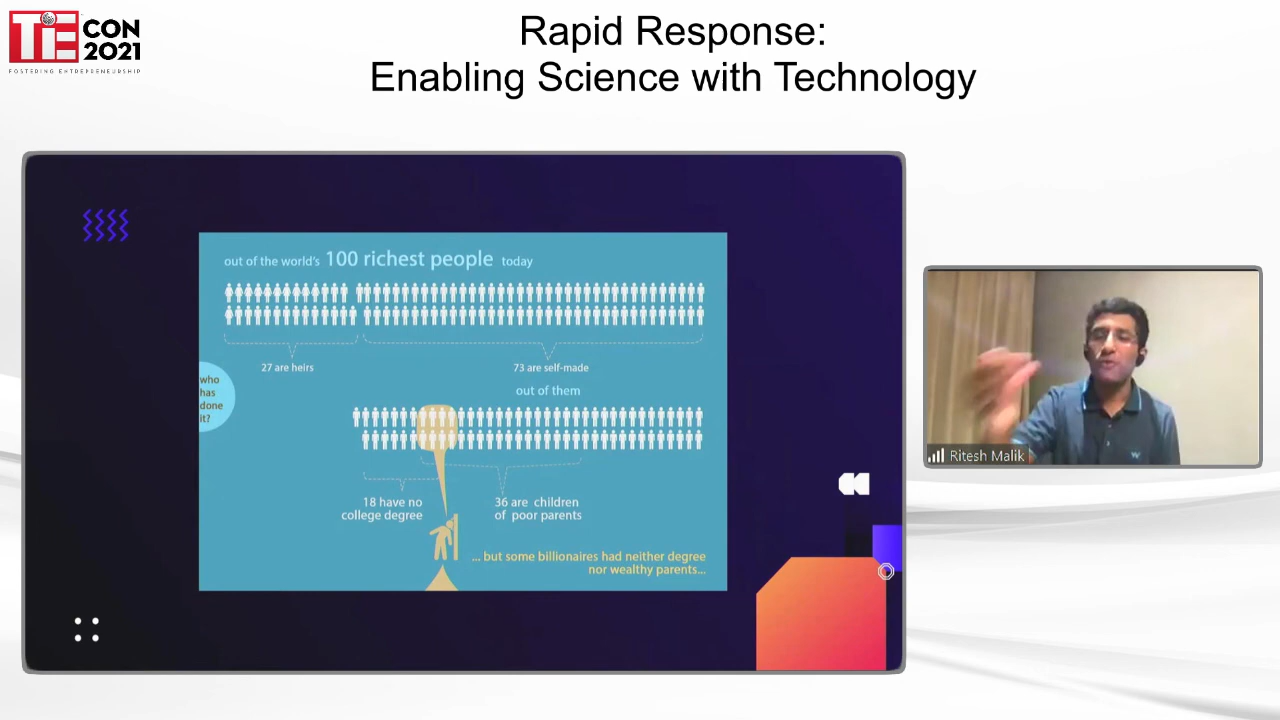 TiE CON 2021
FOSTERING ENTREPRENEURSHIP
Rapid Response:
Enabling Science with Technology
out of the world's 100 richest people today
27 are heirs
73 are self-made
out of them
who
has
done
it?
18 have no
college degree
36 are children
of poor parents
... but some billionaires had neither degree
nor wealthy parents...
Ritesh Malik
W